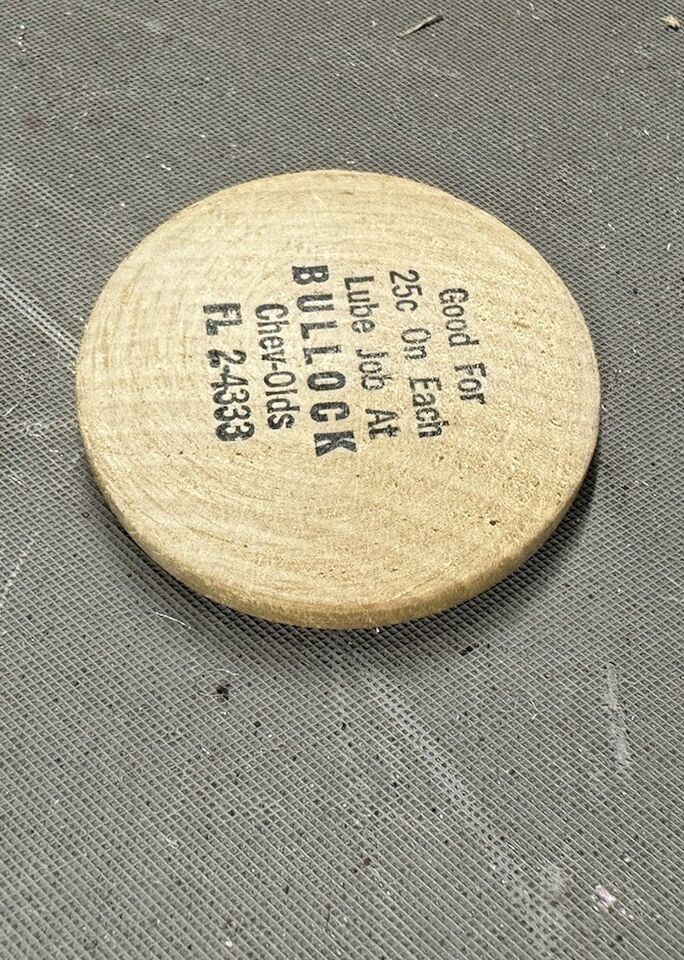 Good For
25c On Each
Lube Job At
BULLOCK
Chev-Olds
FL 2-4333